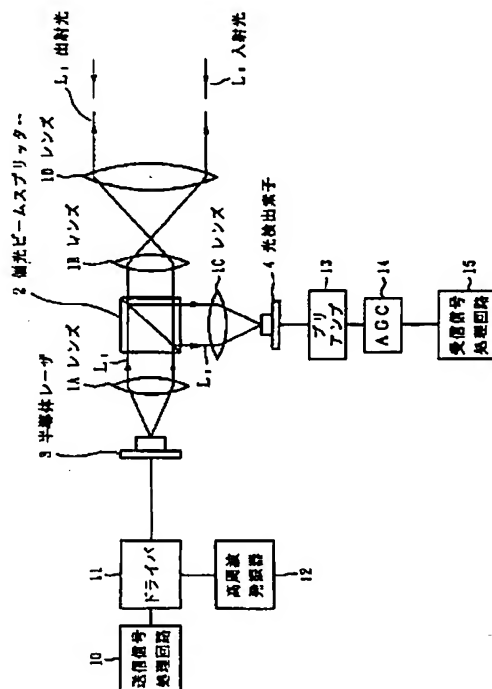 10
送信信号
処理回路
11
ドライバ
高周波
発振器
12
3 半導体レーザ
1A レンズ
L₁
2 偏光ビームスプリッター
1B レンズ
1D レンズ
L₁ 出射光
L₁ 入射光
L₁
1C レンズ
4 光検出素子
13
プリ
アンプ
14
AGC
15
受信信号
処理回路